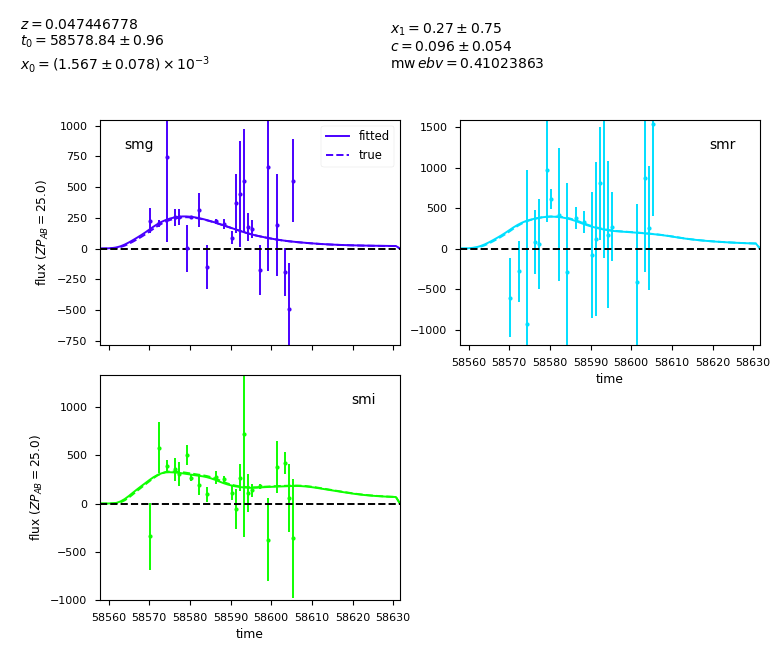 z = 0.047446778
t₀ = 58578.84 ± 0.96
x₀ = (1.567 ± 0.078) × 10⁻³
x₁ = 0.27 ± 0.75
c = 0.096 ± 0.054
mw ebv = 0.41023863
smg
fitted
true
1000
750
500
250
0
−250
−500
−750
flux (ZP_AB = 25.0)
smr
1500
1000
500
0
−500
−1000
58560 58570 58580 58590 58600 58610 58620 58630
time
smi
1000
500
0
−500
−1000
flux (ZP_AB = 25.0)
58560 58570 58580 58590 58600 58610 58620 58630
time